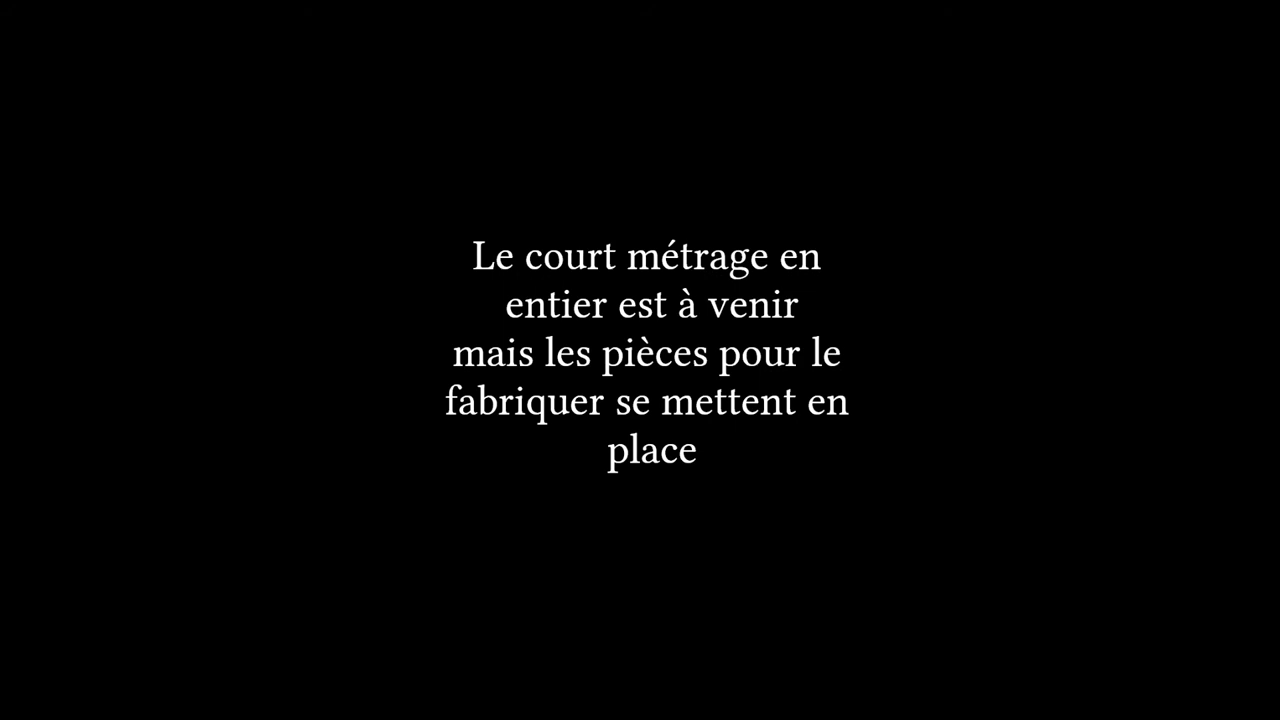 Le court métrage en
entier est à venir
mais les pièces pour le
fabriquer se mettent en
place